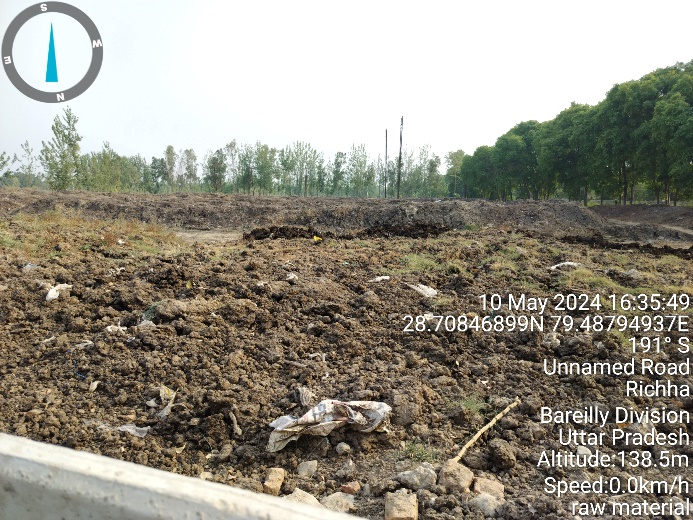 S
W
E
N
10 May 2024 16:35:49
28.70846899N 79.48794937E
191° S
Unnamed Road
Richha
Bareilly Division
Uttar Pradesh
Altitude:138.5m
Speed:0.0km/h
raw material